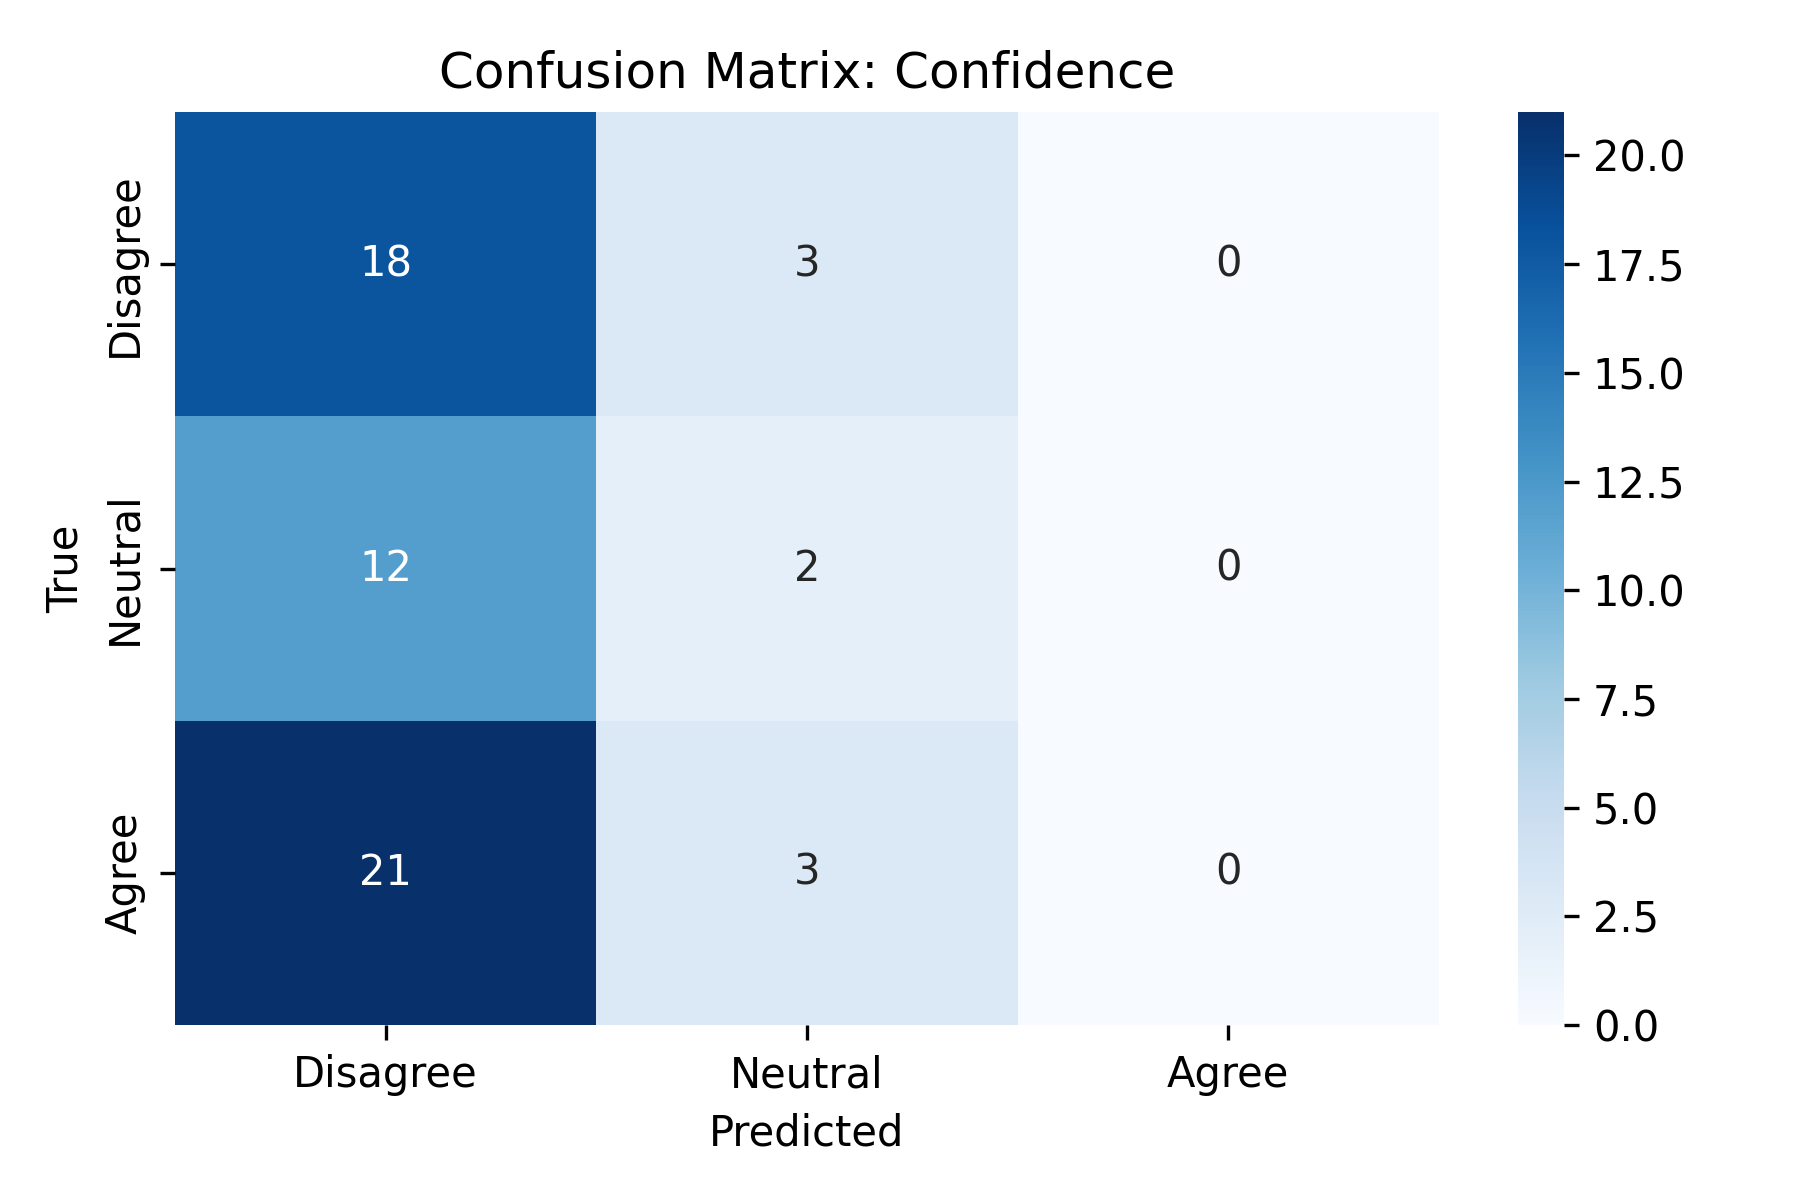 Confusion Matrix: Confidence
True
Disagree
18 3 0
Neutral
12 2 0
Agree
21 3 0
Disagree Neutral Agree
Predicted
20.0
17.5
15.0
12.5
10.0
7.5
5.0
2.5
0.0